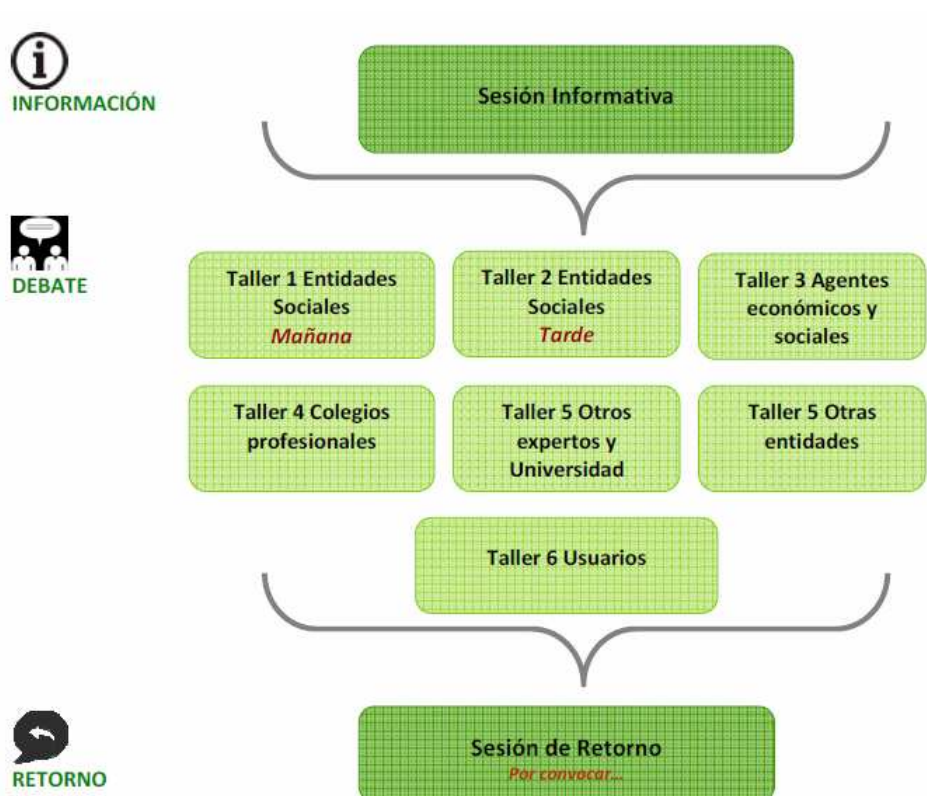 INFORMACIÓN
Sesión Informativa
DEBATE
Taller 1 Entidades
Sociales
Mañana
Taller 2 Entidades
Sociales
Tarde
Taller 3 Agentes
económicos y
sociales
Taller 4 Colegios
profesionales
Taller 5 Otros
expertos y
Universidad
Taller 5 Otras
entidades
Taller 6 Usuarios
RETORNO
Sesión de Retorno
Por convocar...